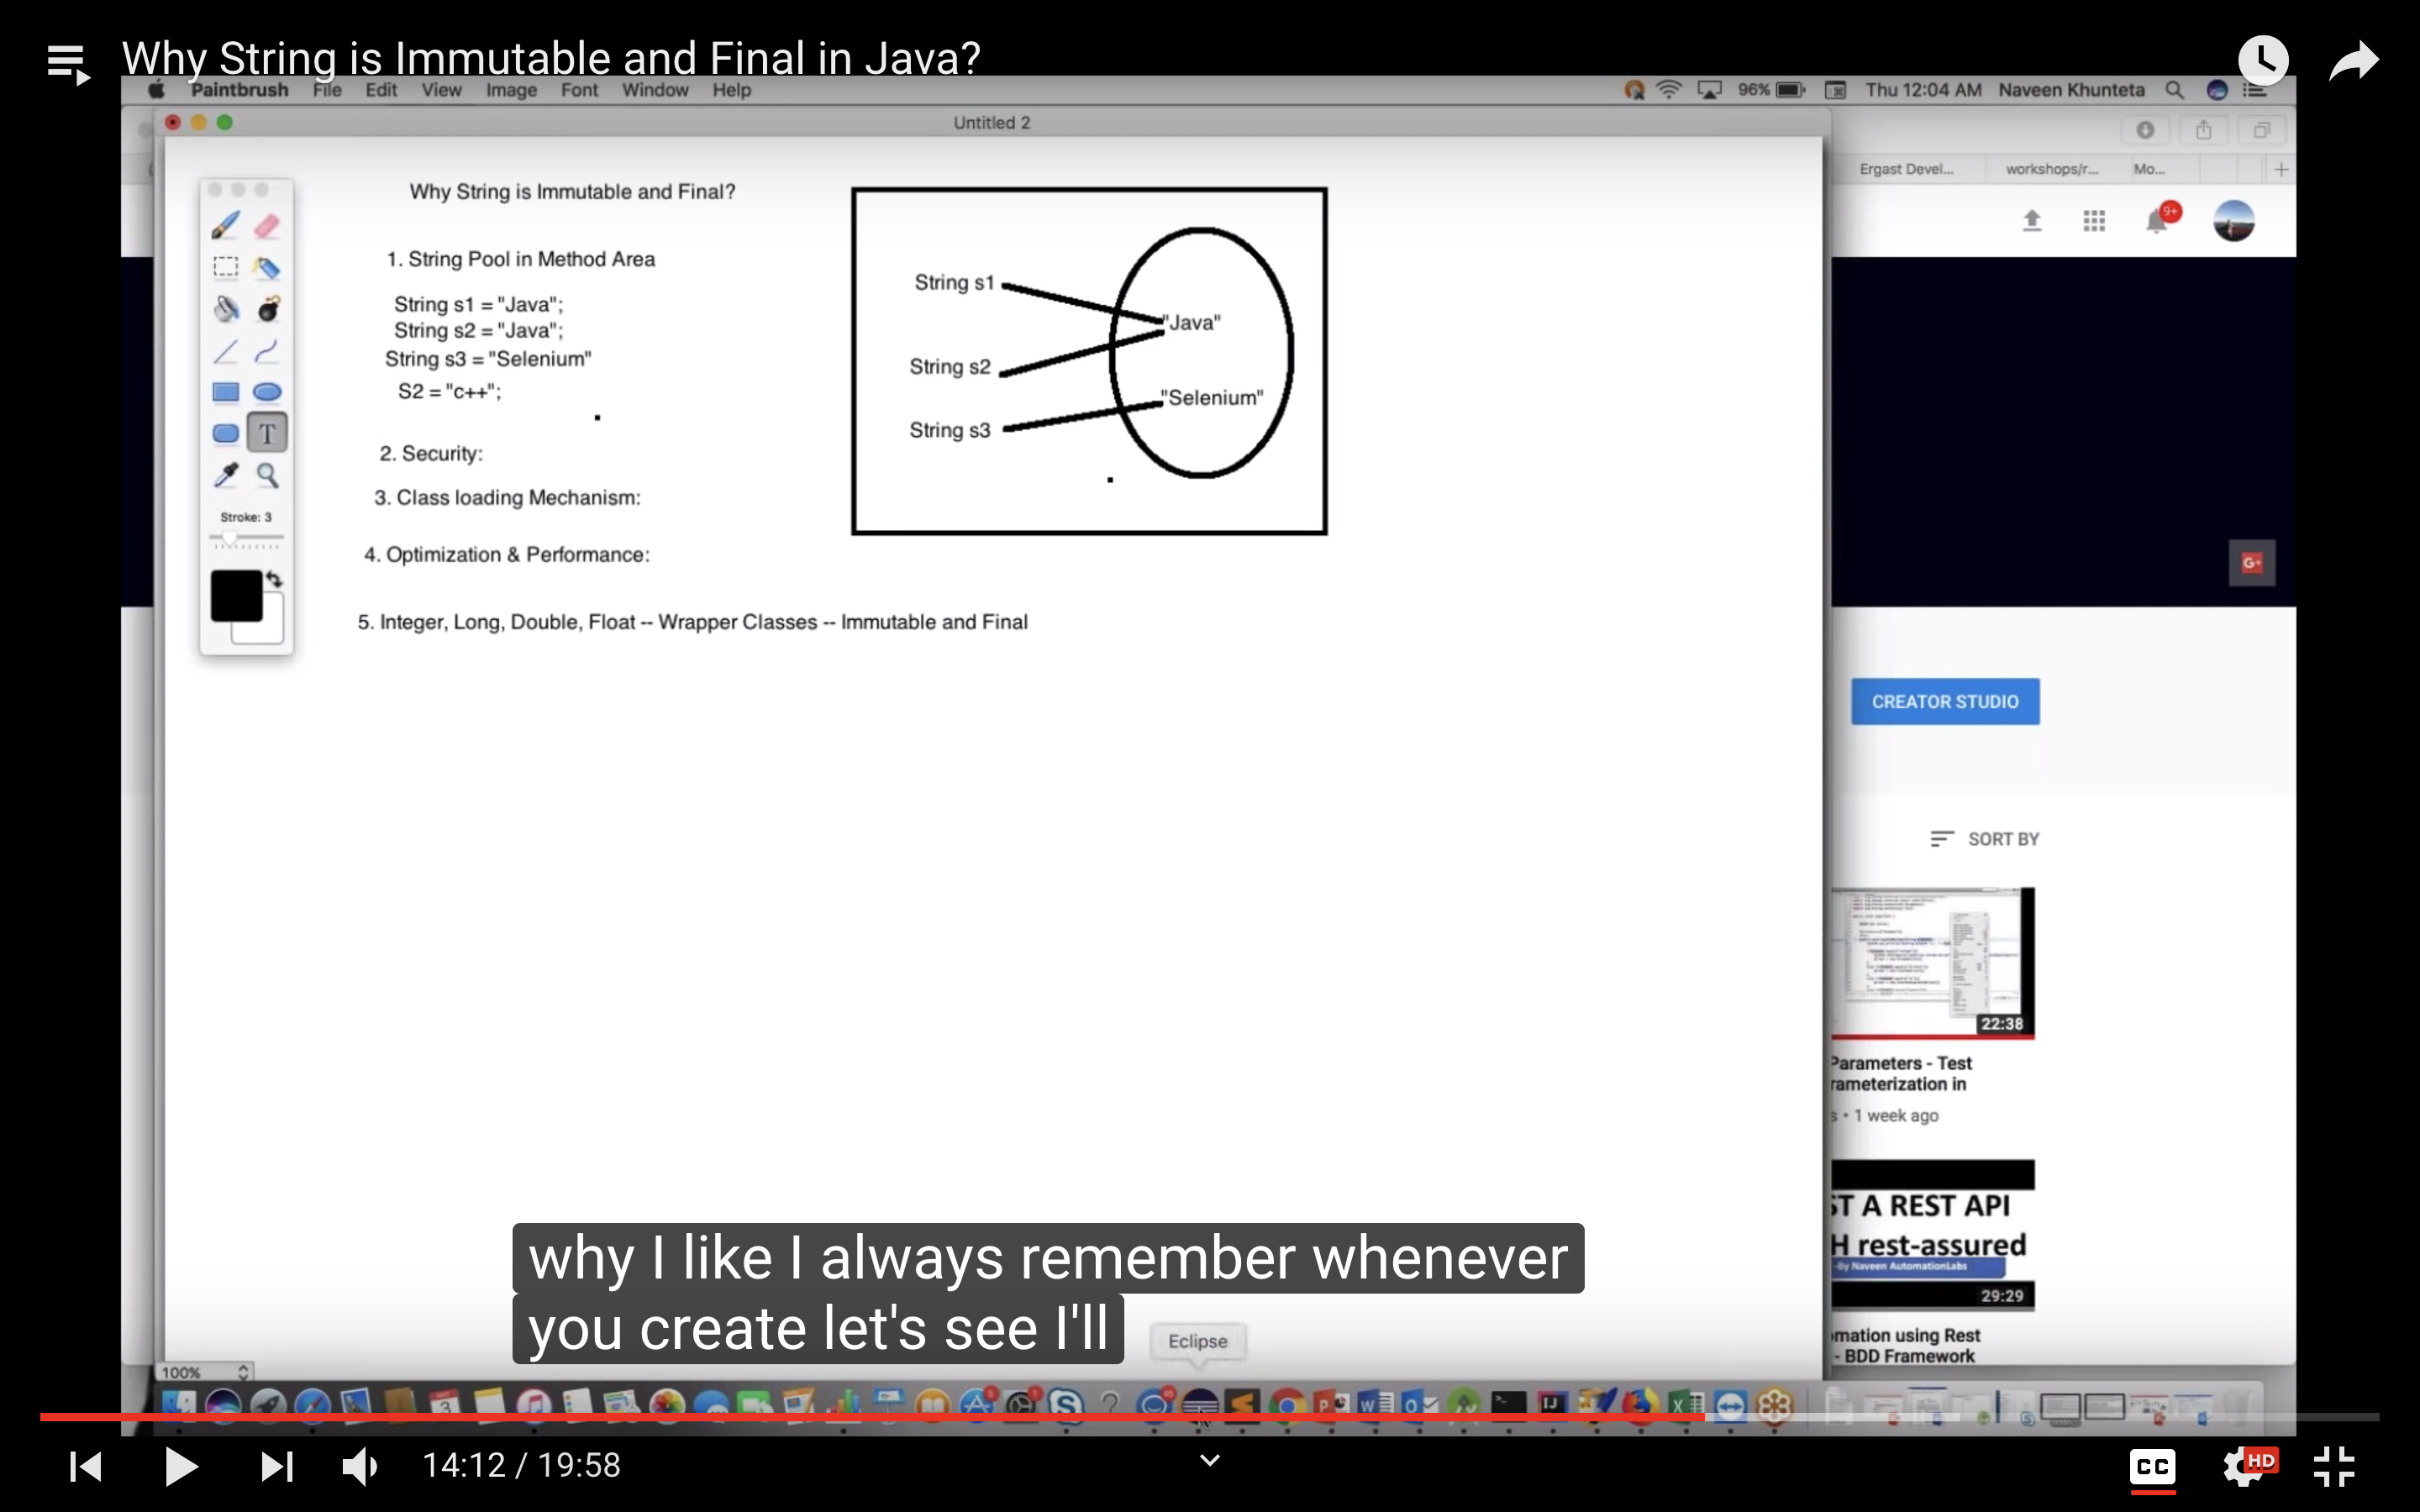 Why String is Immutable and Final in Java?
Paintbrush File Edit View Image Font Window Help
96% Thu 12:04 AM Naveen Khunteta
Untitled 2
Ergast Devel... workshops/r... Mo...
9+
Why String is Immutable and Final?
1. String Pool in Method Area
String s1 = "Java";
String s2 = "Java";
String s3 = "Selenium"
S2 = "c++";
2. Security:
3. Class loading Mechanism:
4. Optimization & Performance:
5. Integer, Long, Double, Float -- Wrapper Classes -- Immutable and Final
String s1
String s2
String s3
"Java"
"Selenium"
T
Stroke: 3
G+
CREATOR STUDIO
SORT BY
22:38
Parameters - Test
rameterization in
s • 1 week ago
ST A REST API
H rest-assured
-By Naveen AutomationLabs
29:29
mation using Rest
- BDD Framework
why I like I always remember whenever
you create let's see I'll
Eclipse
100%
14:12 / 19:58
CC
HD